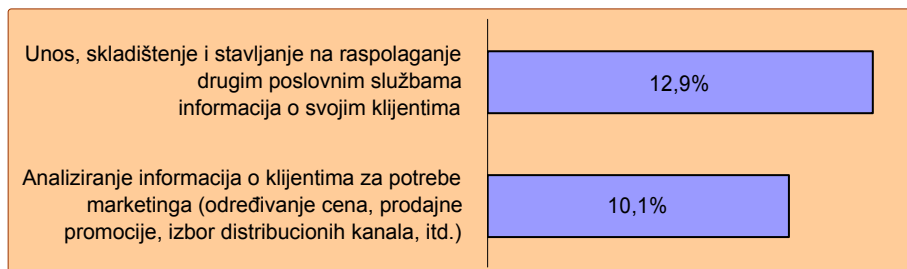 Unos, skladištenje i stavljanje na raspolaganje
drugim poslovnim službama
informacija o svojim klijentima
12,9%
Analiziranje informacija o klijentima za potrebe
marketinga (određivanje cena, prodajne
promocije, izbor distribucionih kanala, itd.)
10,1%